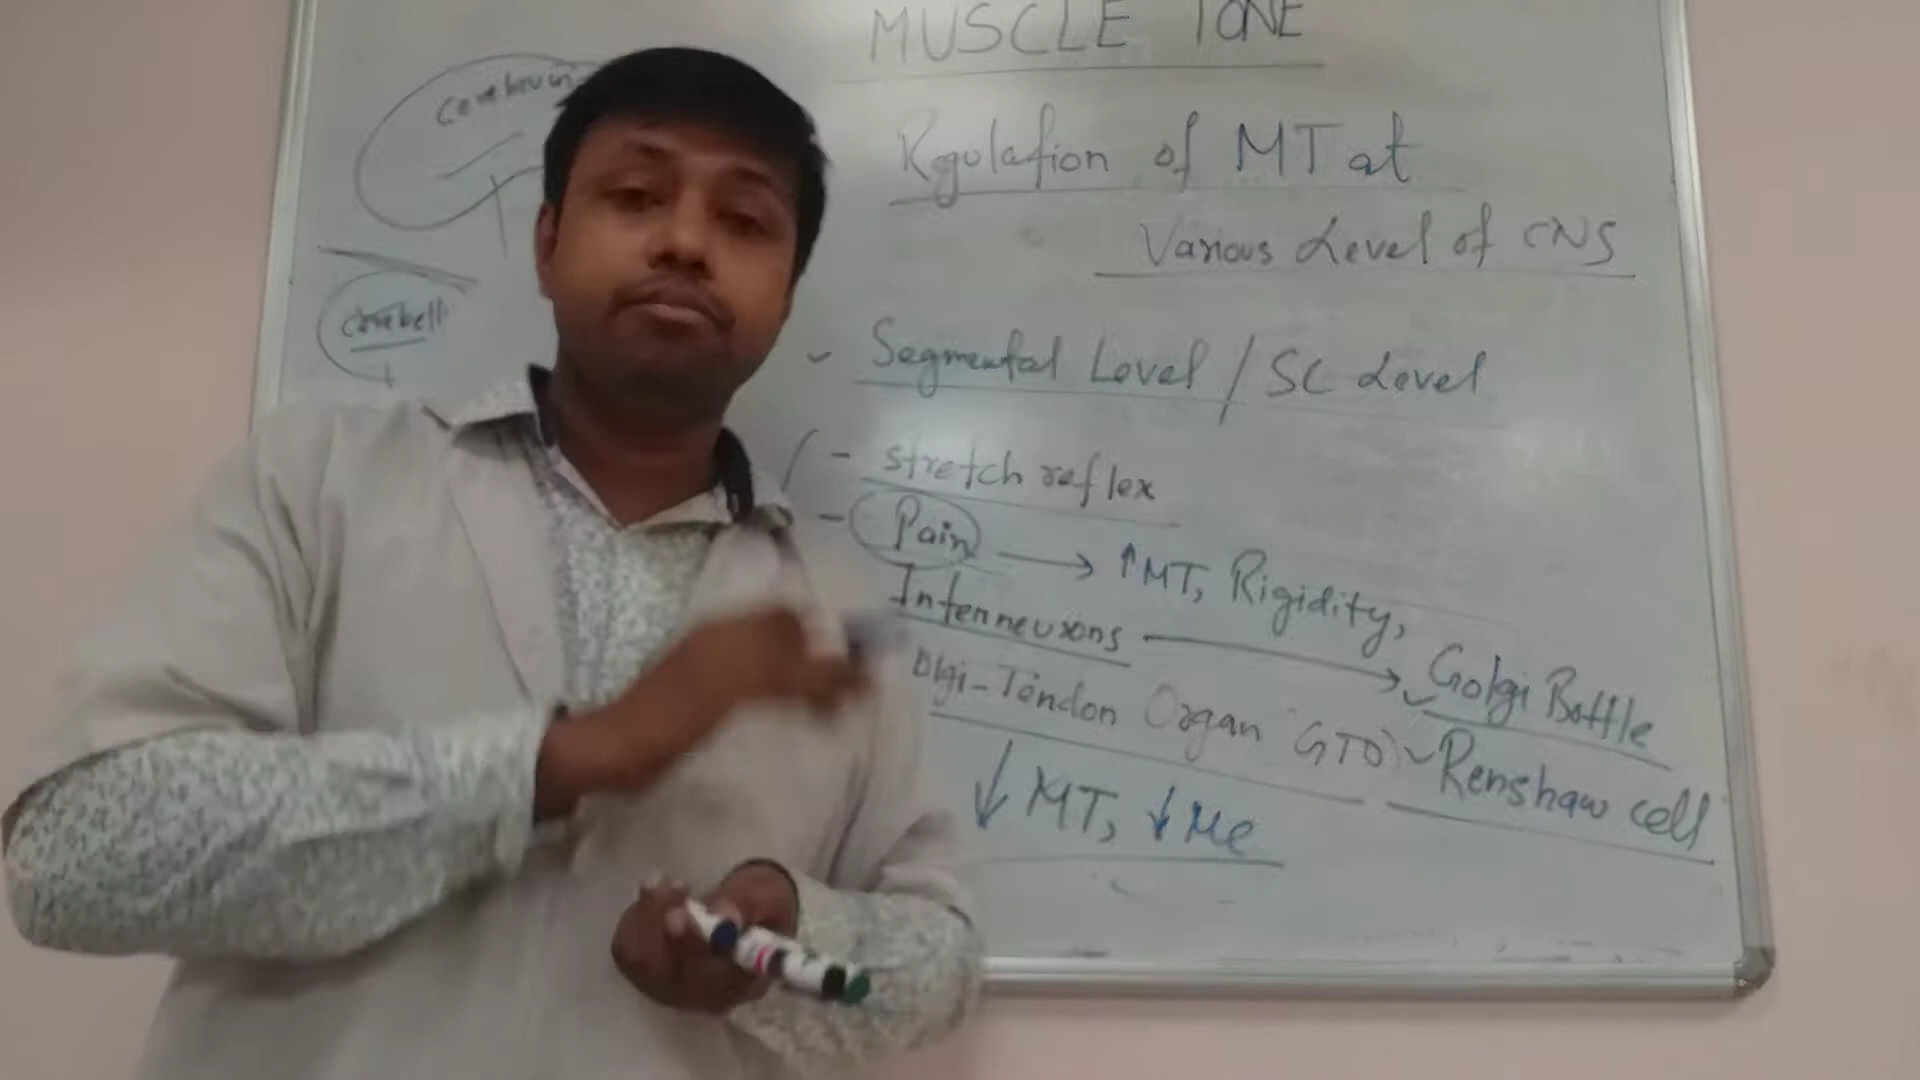 MUSCLE TONE
Regulation of MT at
Various Level of CNS
Cerebrum
Cerebell
Segmental Level / SC Level
- stretch reflex
- Pain → ↑MT, Rigidity,
Interneurons → Golgi Bottle
olgi-Tendon Organ "GTO" Renshaw cell
↓ MT, ↓